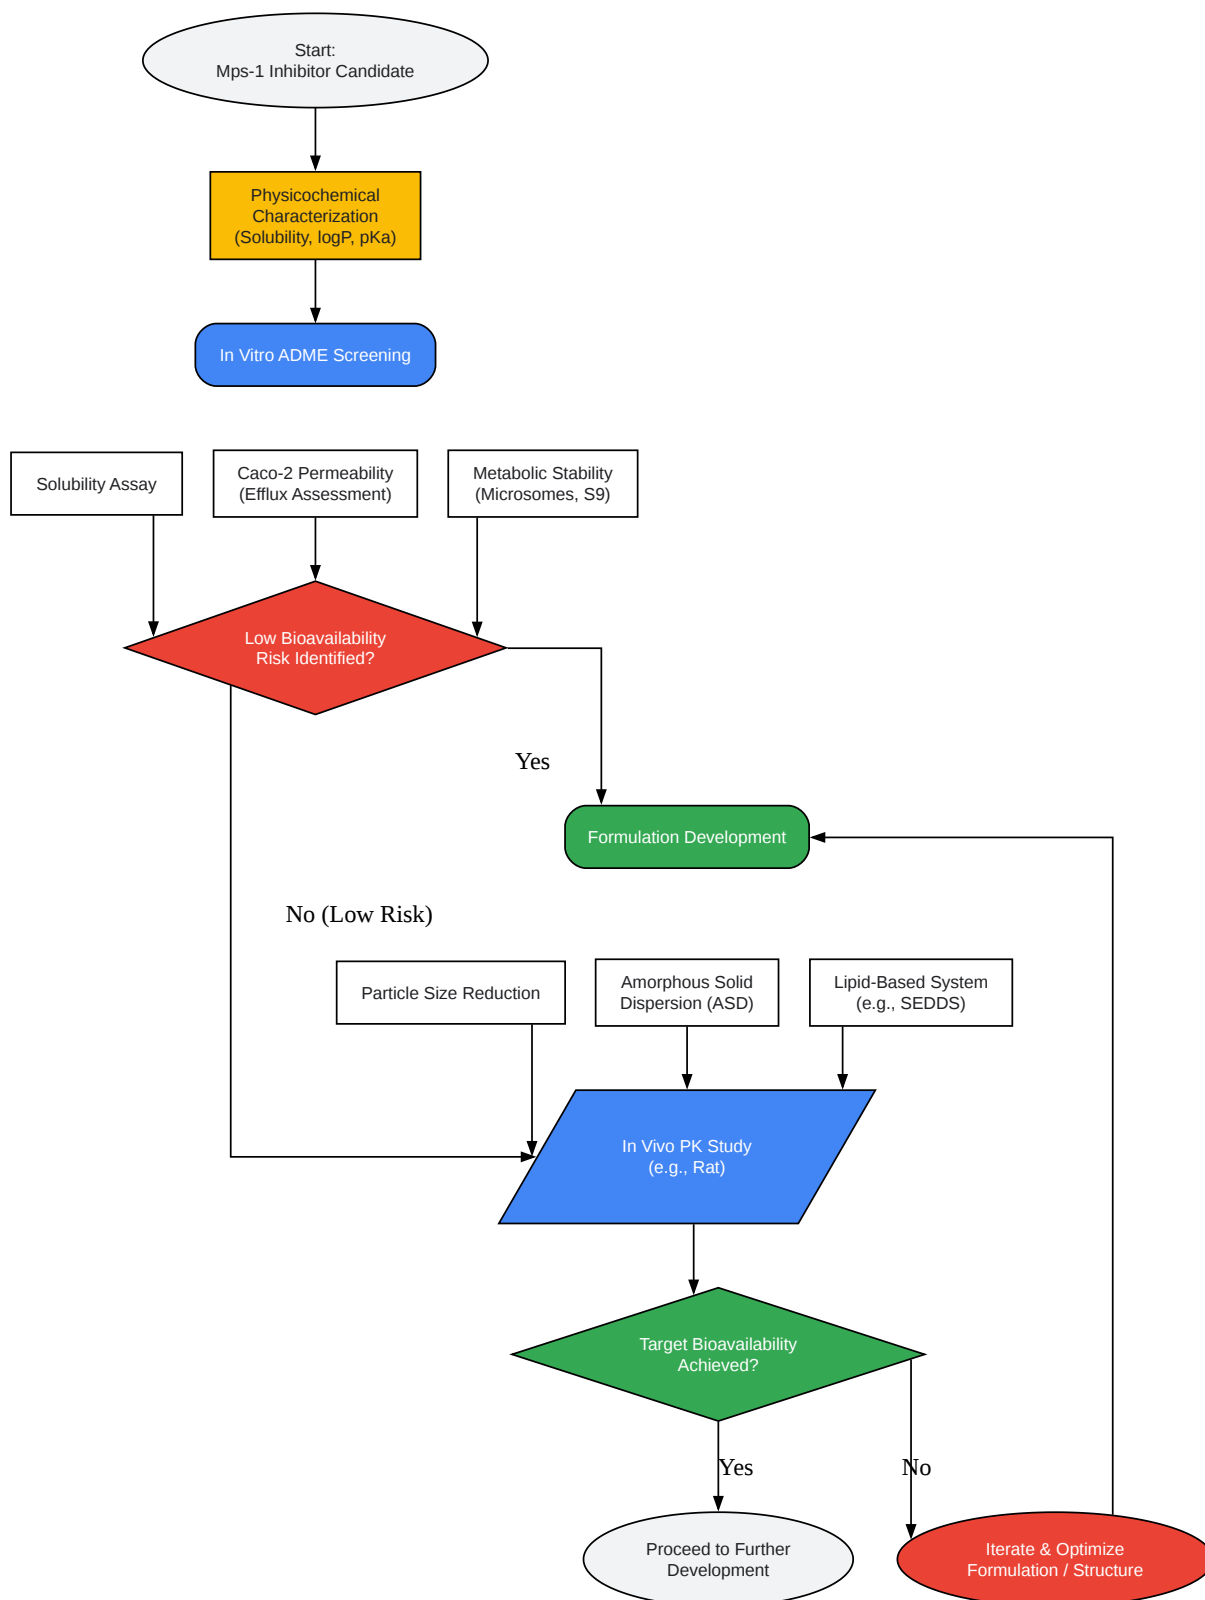 Start:
Mps-1 Inhibitor Candidate
Physicochemical
Characterization
(Solubility, logP, pKa)
In Vitro ADME Screening
Solubility Assay
Caco-2 Permeability
(Efflux Assessment)
Metabolic Stability
(Microsomes, S9)
Low Bioavailability
Risk Identified?
Yes
Formulation Development
No (Low Risk)
Particle Size Reduction
Amorphous Solid
Dispersion (ASD)
Lipid-Based System
(e.g., SEDDS)
In Vivo PK Study
(e.g., Rat)
Target Bioavailability
Achieved?
Yes
No
Proceed to Further
Development
Iterate & Optimize
Formulation / Structure